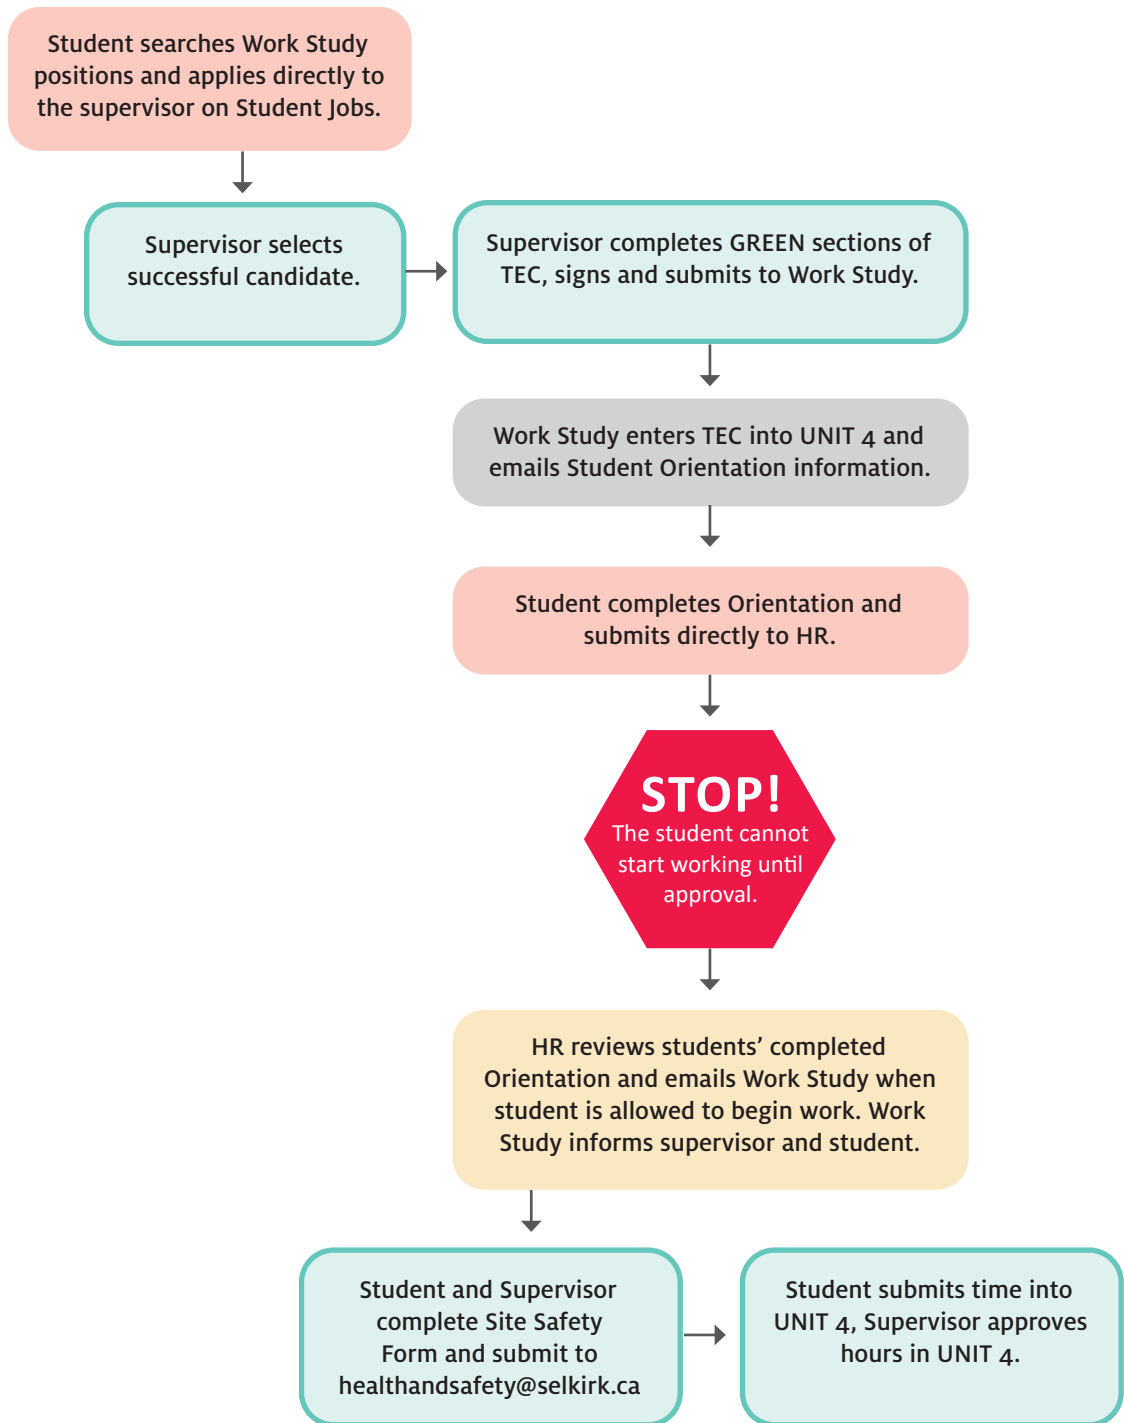 Student searches Work Study
positions and applies directly to
the supervisor on Student Jobs.
Supervisor selects
successful candidate.
Supervisor completes GREEN sections of
TEC, signs and submits to Work Study.
Work Study enters TEC into UNIT 4 and
emails Student Orientation information.
Student completes Orientation and
submits directly to HR.
STOP!
The student cannot
start working until
approval.
HR reviews students’ completed
Orientation and emails Work Study when
student is allowed to begin work. Work
Study informs supervisor and student.
Student and Supervisor
complete Site Safety
Form and submit to
healthandsafety@selkirk.ca
Student submits time into
UNIT 4, Supervisor approves
hours in UNIT 4.